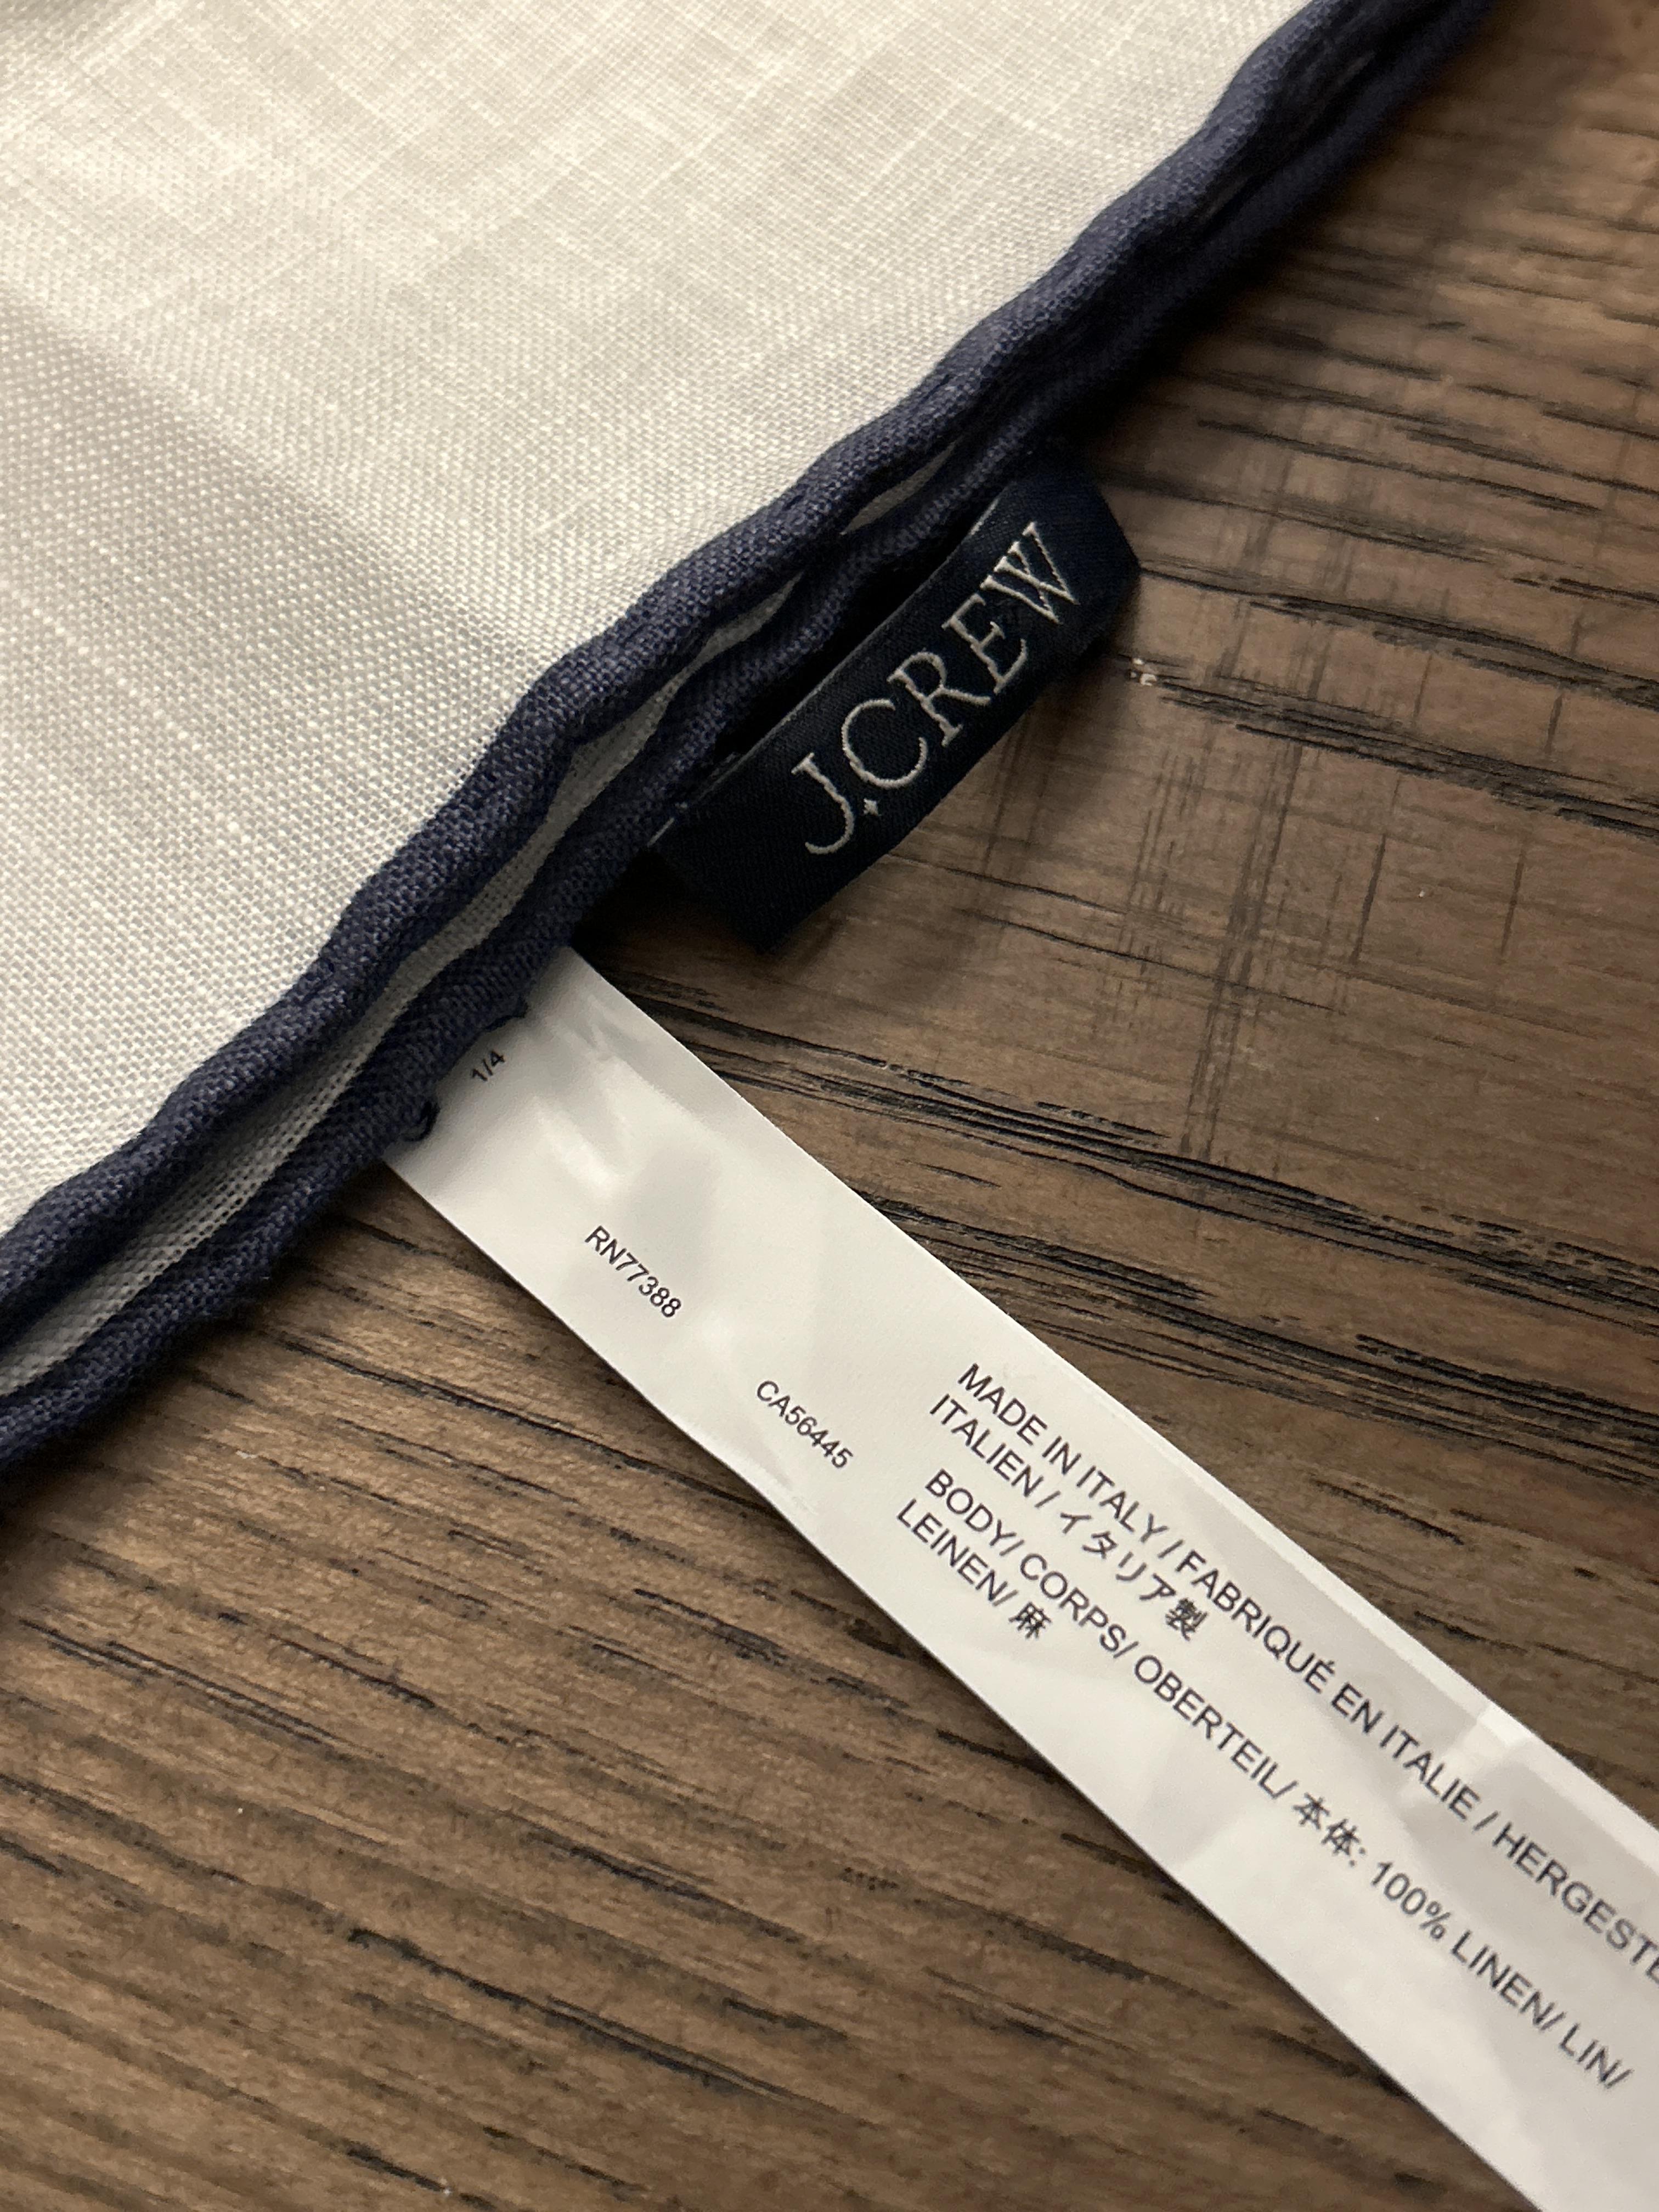 J.CREW
1/4
RN77388
CA56445
MADE IN ITALY / FABRIQUÉ EN ITALIE / HERGESTE
ITALIEN / イタリア製
BODY/ CORPS/ OBERTEIL/ 本体: 100% LINEN/ LIN/
LEINEN/ 麻